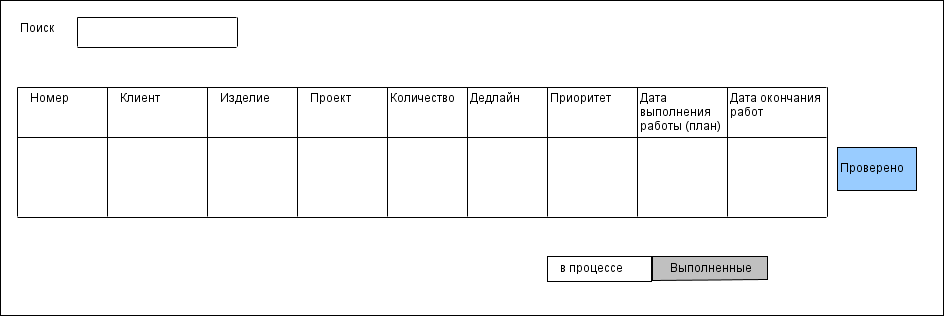 Поиск
Номер
Клиент
Изделие
Проект
Количество
Дедлайн
Приоритет
Дата
выполнения
работы (план)
Дата окончания
работ
Проверено
в процессе
Выполненные